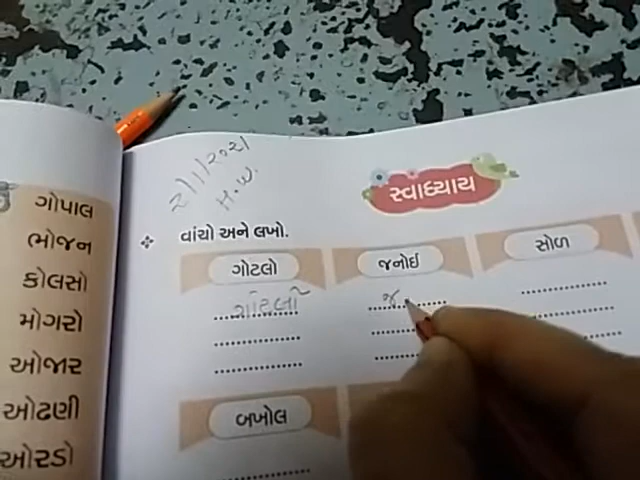 ગોપાલ
ભોજન
કોલસો
મોગરો
ઓજાર
ઓઢણી
ઓરડો
H.W.
સ્વાધ્યાય
વાંચો અને લખો.
ગોટલો જનોઈ સોળ
ગોટલો જ
બખોલ